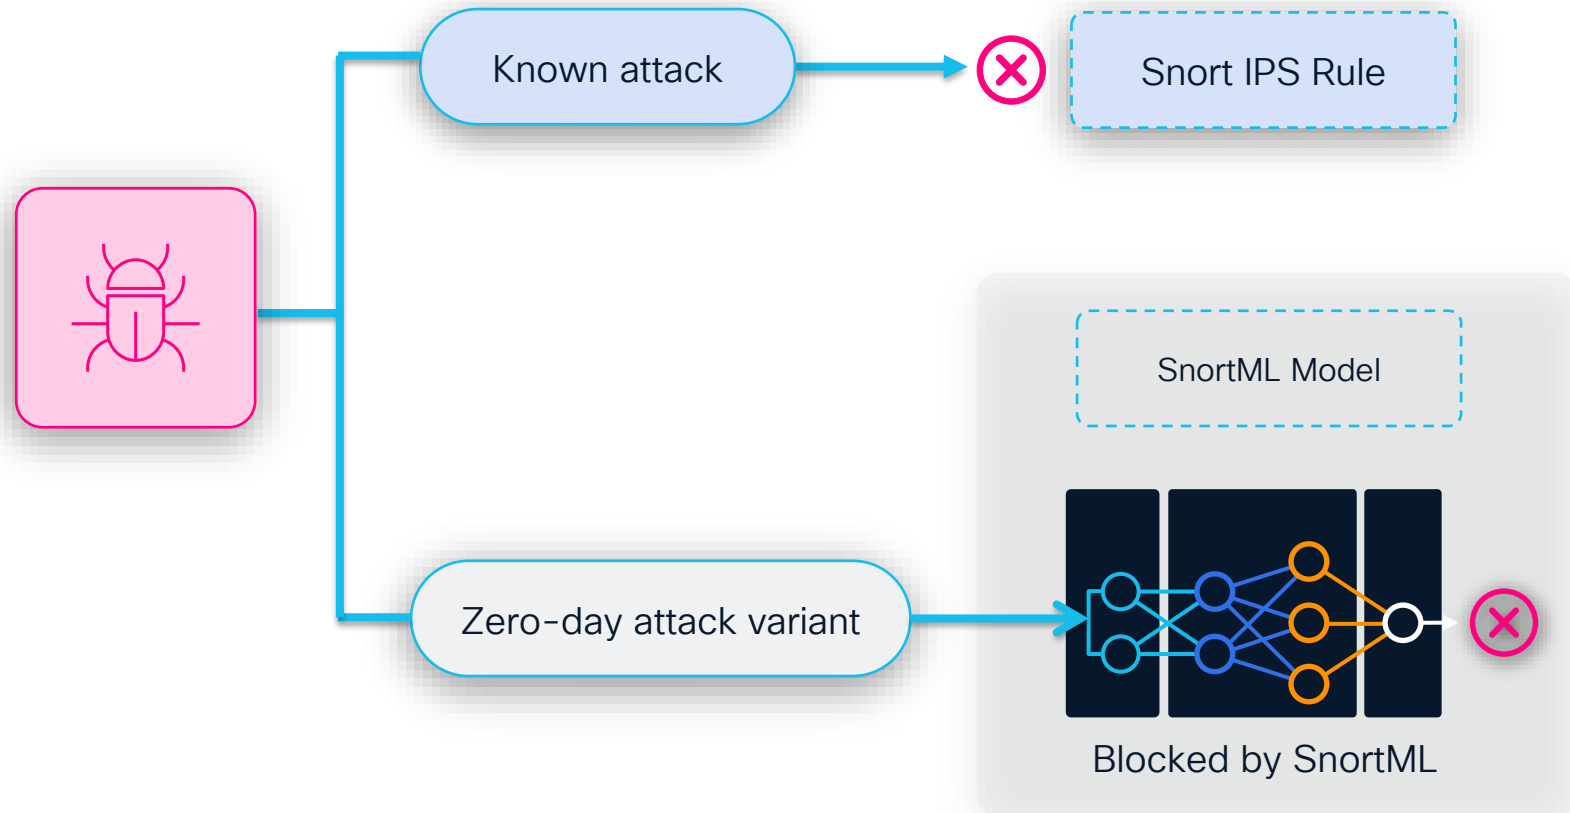 Known attack
Snort IPS Rule
SnortML Model
Zero-day attack variant
Blocked by SnortML